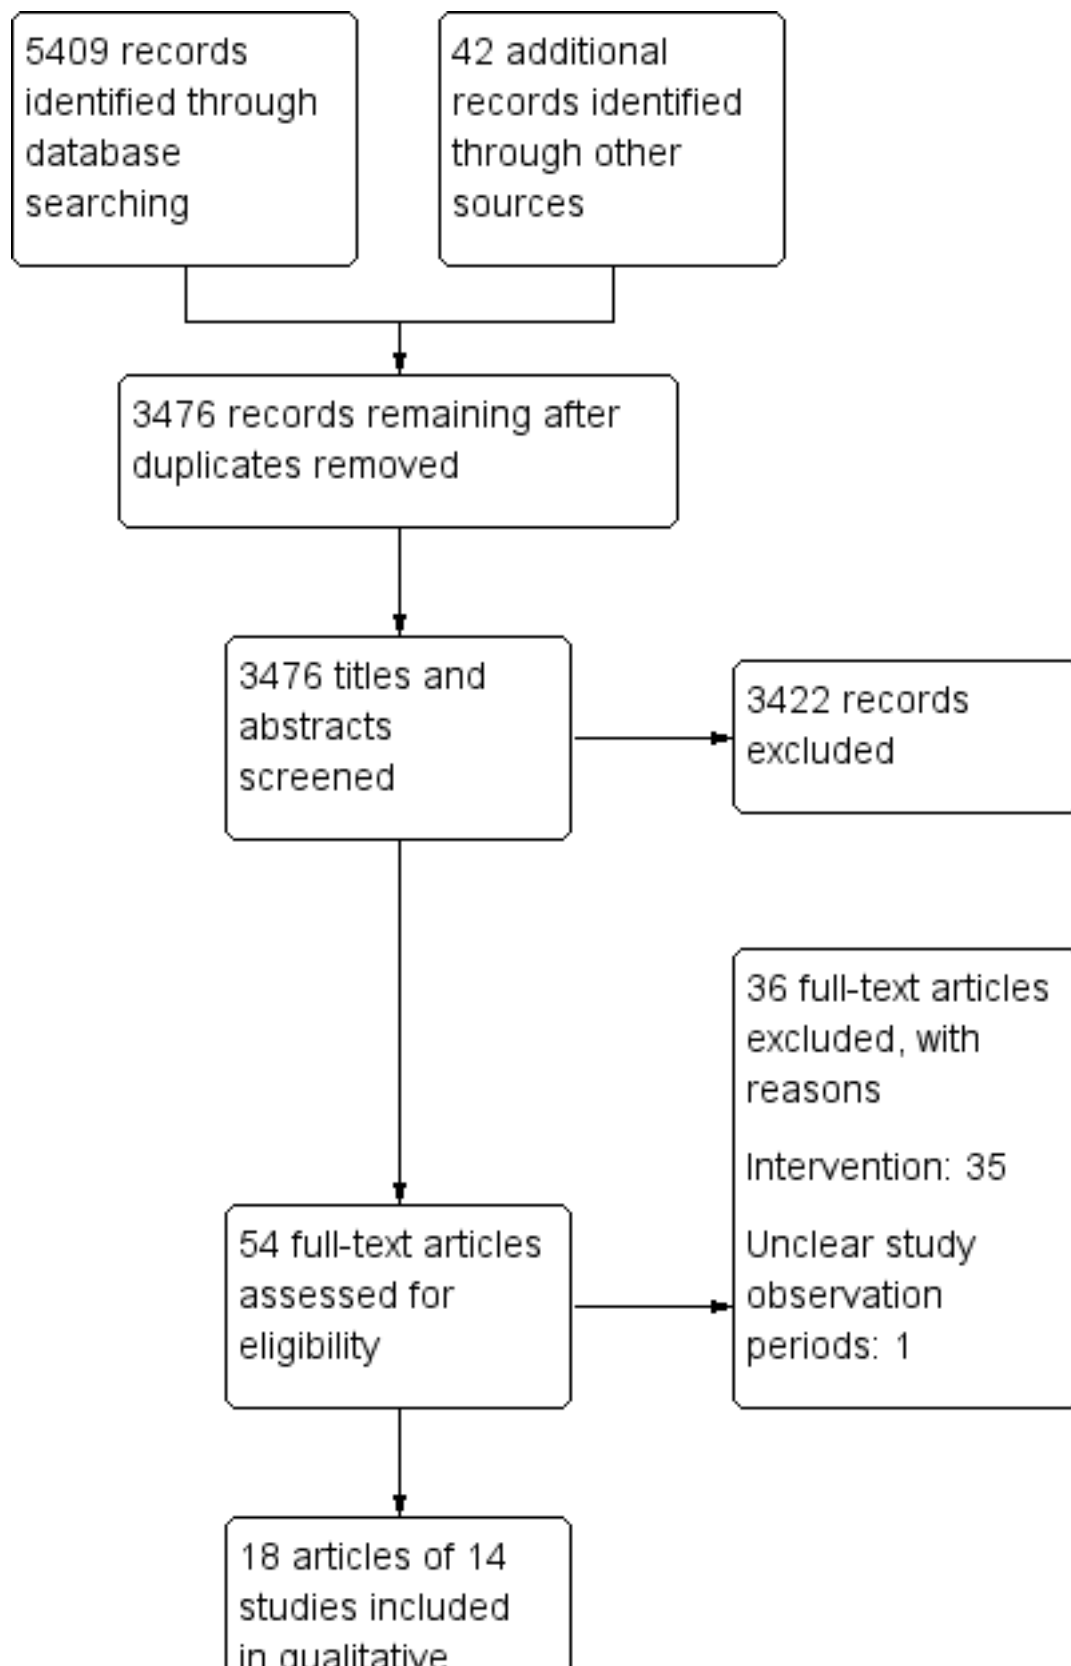 5409 records
identified through
database
searching
42 additional
records identified
through other
sources
3476 records remaining after
duplicates removed
3476 titles and
abstracts
screened
3422 records
excluded
36 full-text articles
excluded, with
reasons
Intervention: 35
Unclear study
observation
periods: 1
54 full-text articles
assessed for
eligibility
18 articles of 14
studies included
in qualitative